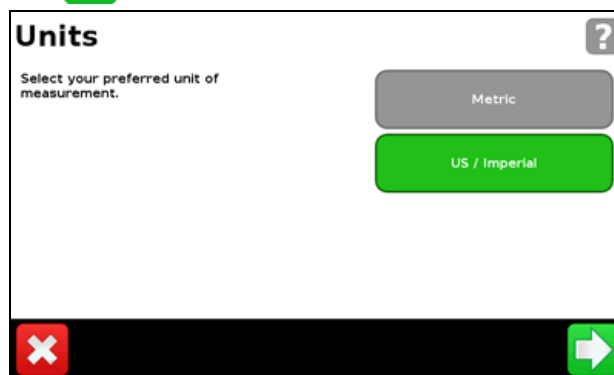 Units
?
Select your preferred unit of
measurement.
Metric
US / Imperial